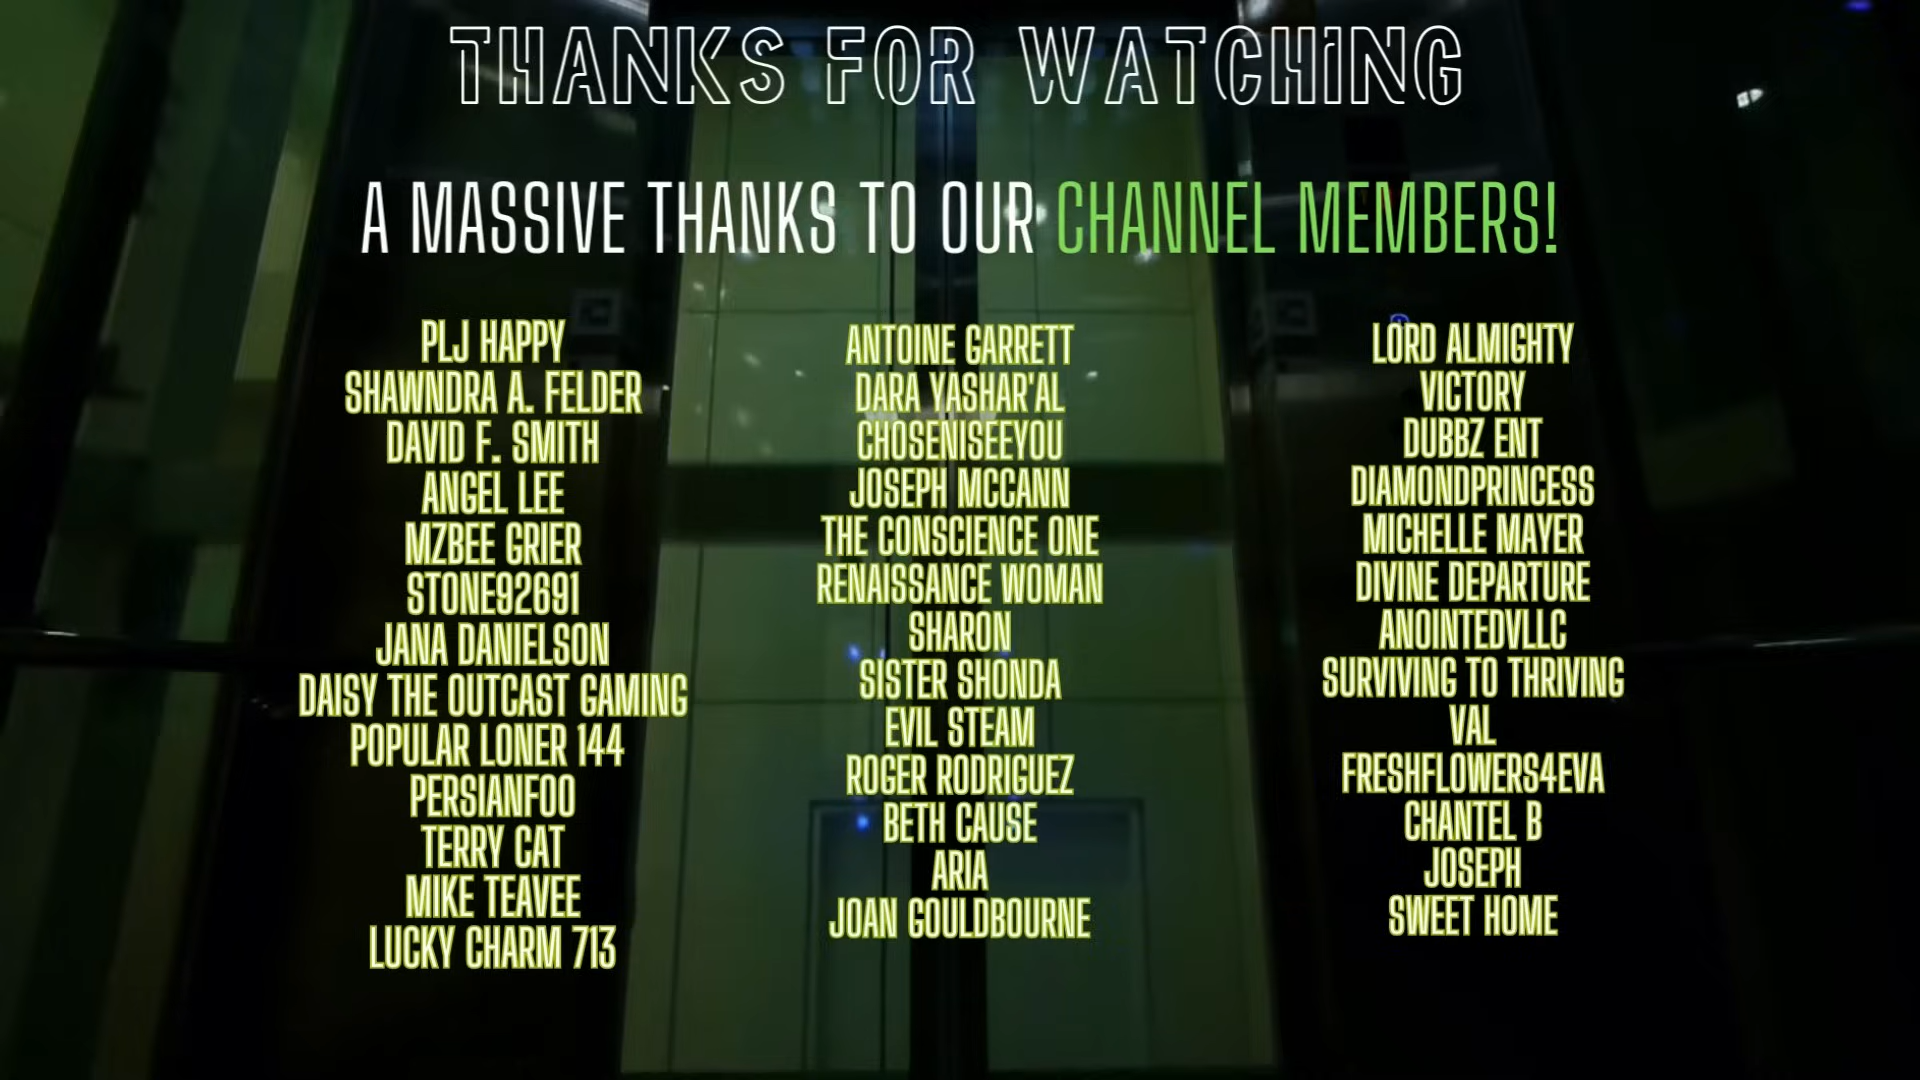 THANKS FOR WATCHING
A MASSIVE THANKS TO OUR CHANNEL MEMBERS!
PLJ HAPPY
SHAWNDRA A. FELDER
DAVID F. SMITH
ANGEL LEE
MZBEE GRIER
STONE92691
JANA DANIELSON
DAISY THE OUTCAST GAMING
POPULAR LONER 144
PERSIANFOO
TERRY CAT
MIKE TEAVEE
LUCKY CHARM 713
ANTOINE GARRETT
DARA YASHAR'AL
CHOSENISEEYOU
JOSEPH MCCANN
THE CONSCIENCE ONE
RENAISSANCE WOMAN
SHARON
SISTER SHONDA
EVIL STEAM
ROGER RODRIGUEZ
BETH CAUSE
ARIA
JOAN GOULDBOURNE
LORD ALMIGHTY
VICTORY
DUBBZ ENT
DIAMONDPRINCESS
MICHELLE MAYER
DIVINE DEPARTURE
ANOINTEDVLLC
SURVIVING TO THRIVING
VAL
FRESHFLOWERS4EVA
CHANTEL B
JOSEPH
SWEET HOME